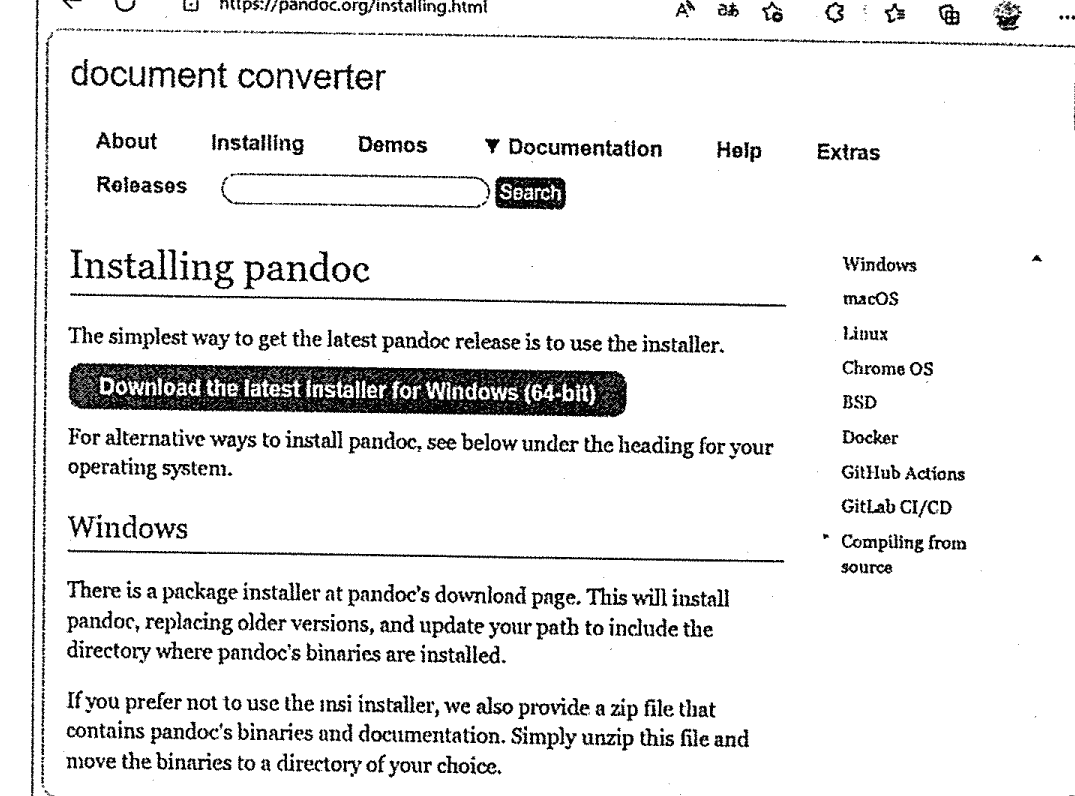 https://pandoc.org/installing.html
document converter
About Installing Demos ▼ Documentation Help Extras
Releases Search
Installing pandoc
The simplest way to get the latest pandoc release is to use the installer.
Download the latest installer for Windows (64-bit)
For alternative ways to install pandoc, see below under the heading for your
operating system.
Windows
There is a package installer at pandoc's download page. This will install
pandoc, replacing older versions, and update your path to include the
directory where pandoc's binaries are installed.
If you prefer not to use the msi installer, we also provide a zip file that
contains pandoc's binaries and documentation. Simply unzip this file and
move the binaries to a directory of your choice.
Windows
macOS
Linux
Chrome OS
BSD
Docker
GitHub Actions
GitLab CI/CD
Compiling from
source